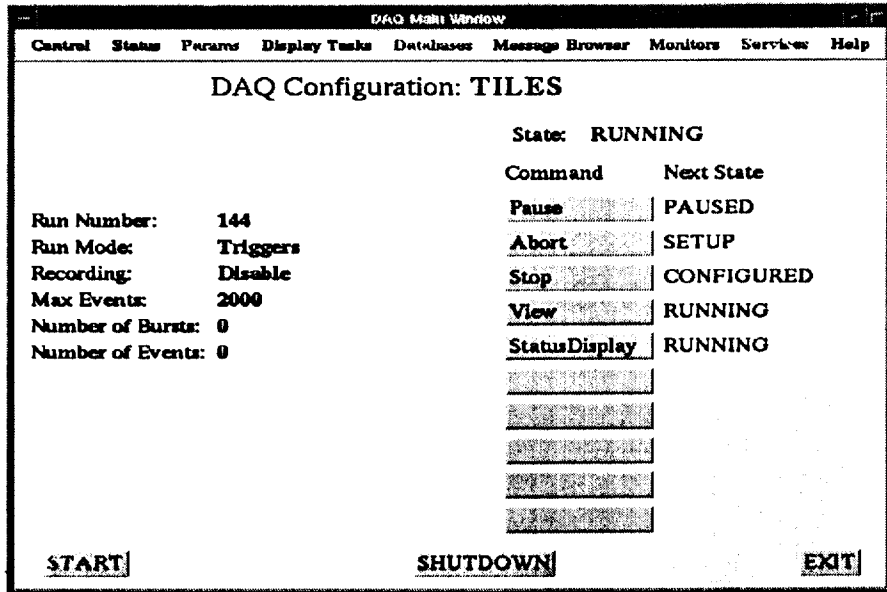 DAQ Main Window
Control Status Params Display Tasks Databases Message Browser Monitors Services Help
DAQ Configuration: TILES
State: RUNNING
Command Next State
Pause PAUSED
Abort SETUP
Stop CONFIGURED
View RUNNING
StatusDisplay RUNNING
Run Number: 144
Run Mode: Triggers
Recording: Disable
Max Events: 2000
Number of Bursts: 0
Number of Events: 0
START SHUTDOWN EXIT